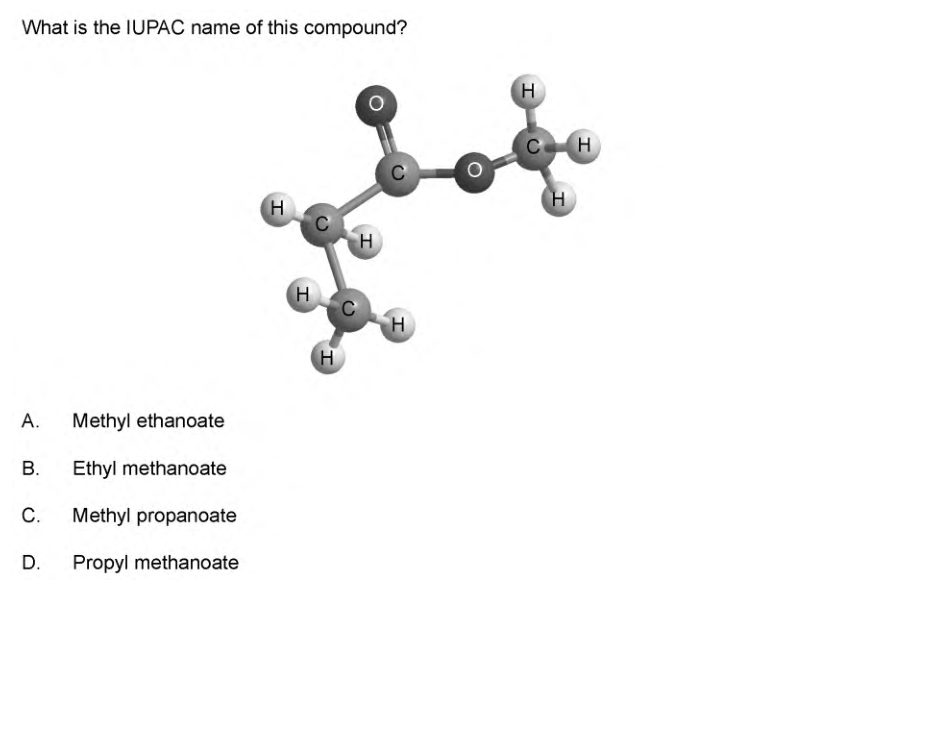 What is the IUPAC name of this compound?
H
O
C H
C O
H
H
C
H
H
C
H
H
A. Methyl ethanoate
B. Ethyl methanoate
C. Methyl propanoate
D. Propyl methanoate